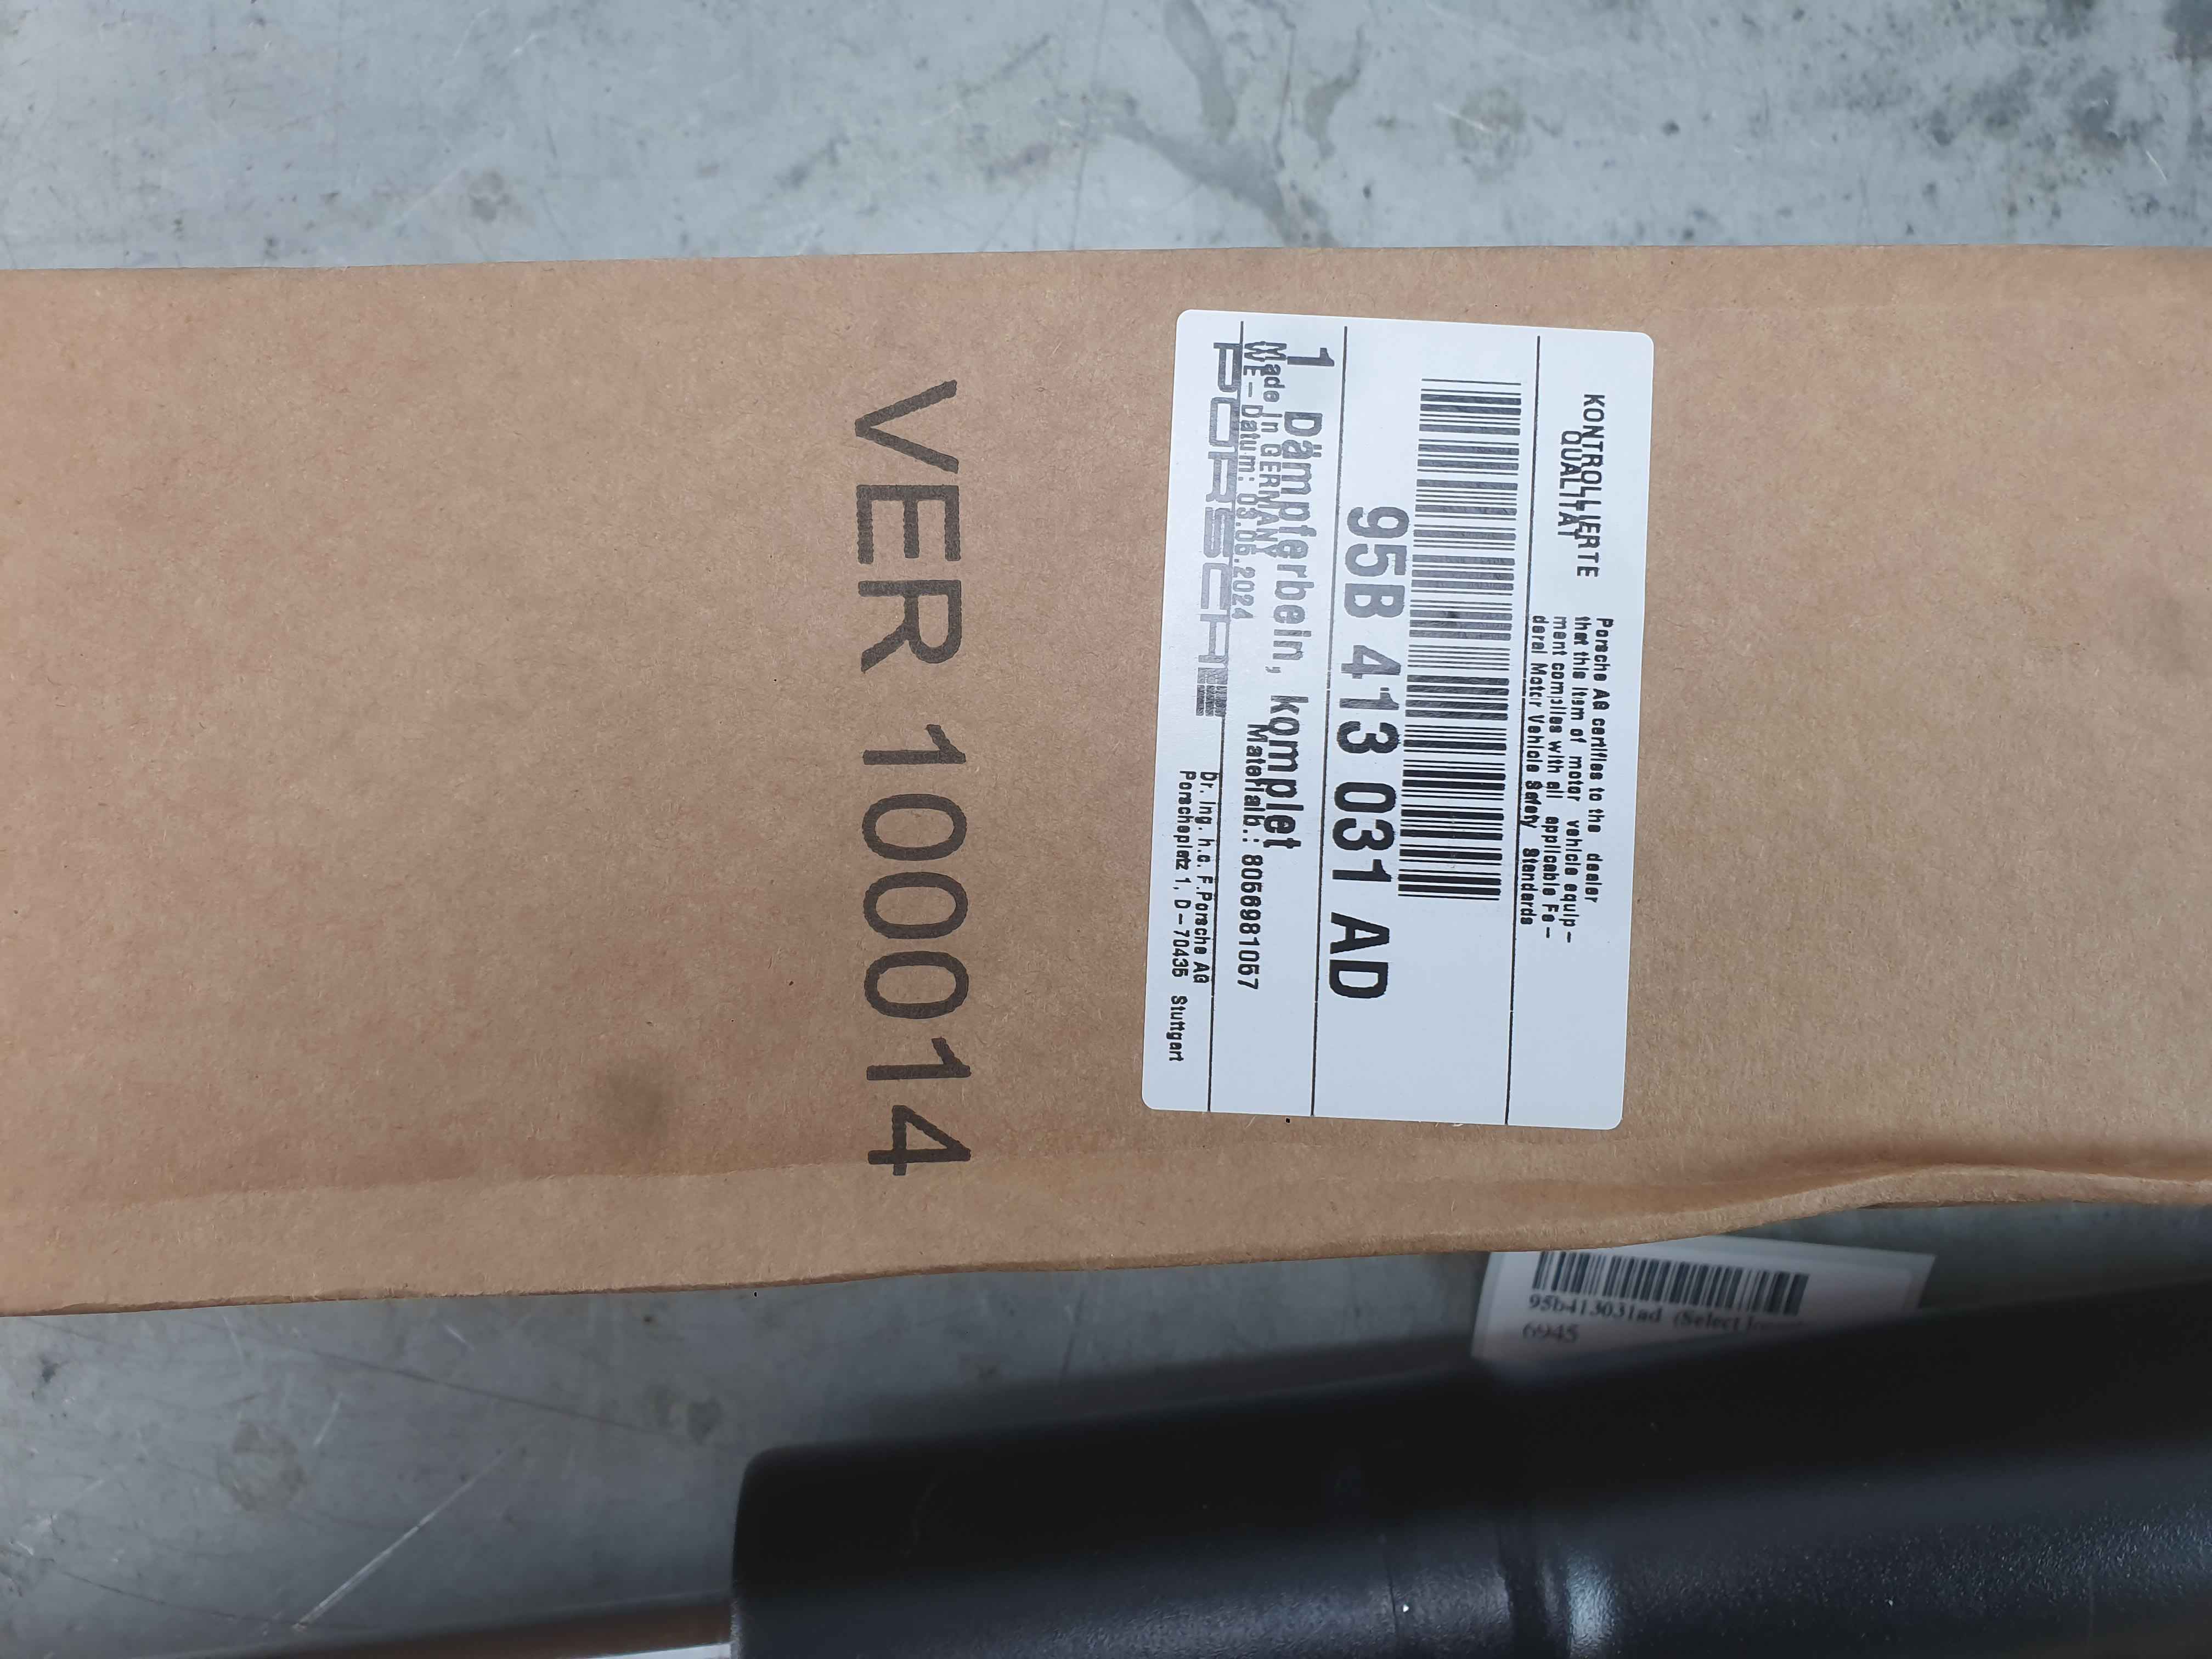 KONTROLLIERTE
QUALITÄT
Porsche AG certifies to the dealer
that this item of motor vehicle equip-
ment complies with all applicable Fe-
deral Motor Vehicle Safety Standards
95B 413 031 AD
1 Dämpferbein, komplet
Made in GERMANY
Materialb.: 8056981057
WE-Datum: 03.06.2024
PORSCHE
Dr. Ing. h.c. F.Porsche AG
Porscheplatz 1, D-70435 Stuttgart
VER 100014
95b413031ad (Select
6945